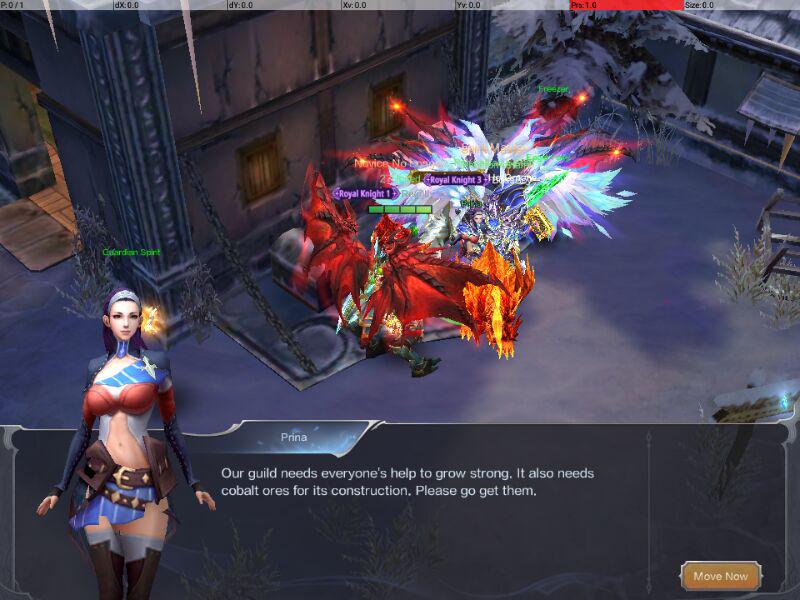 P: 0 / 1 dX: 0.0 dY: 0.0 Xv: 0.0 Yv: 0.0 Prs: 1.0 Size: 0.0
Freezer
Novice No
Royal Knight 3
Royal Knight 1
Guardian Spirit
Prina
Our guild needs everyone's help to grow strong. It also needs
cobalt ores for its construction. Please go get them.
Move Now